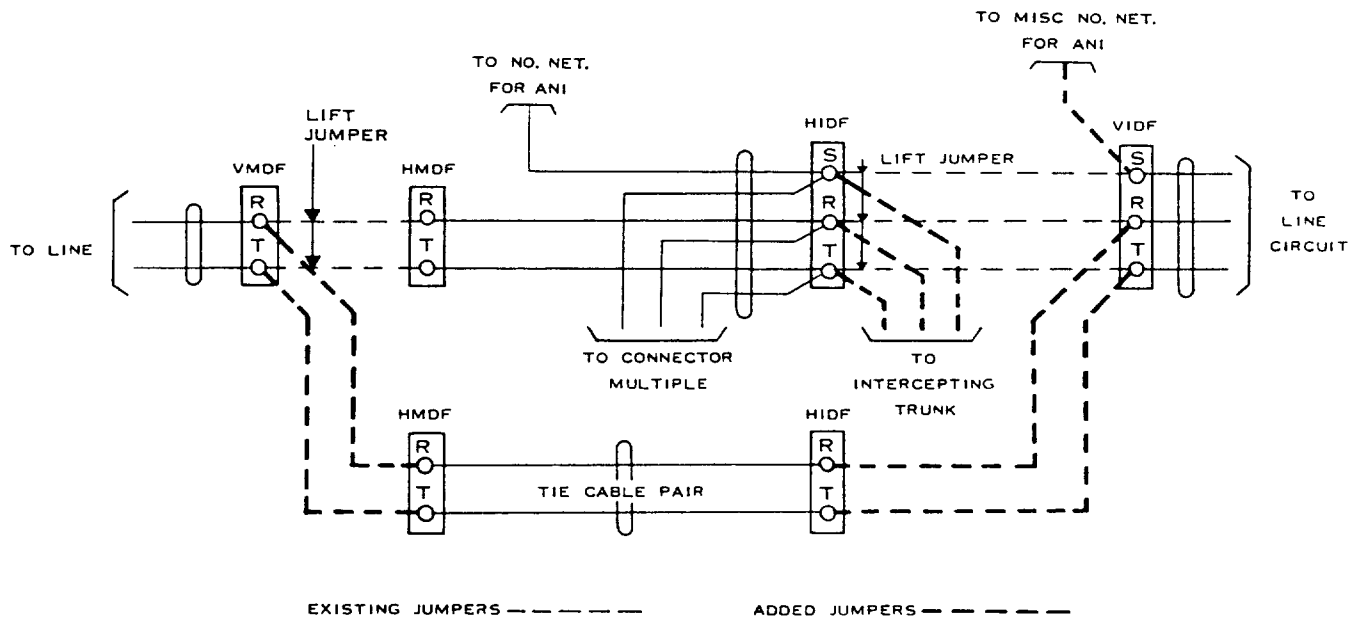 TO MISC NO. NET.
FOR ANI
TO NO. NET.
FOR ANI
LIFT
JUMPER
HIDF
VIDF
VMDF
HMDF
S
LIFT JUMPER
S
R
R
R
R
TO LINE
T
T
T
T
TO
LINE
CIRCUIT
TO CONNECTOR
MULTIPLE
TO
INTERCEPTING
TRUNK
HMDF
HIDF
R
R
T
TIE CABLE PAIR
T
EXISTING JUMPERS
ADDED JUMPERS